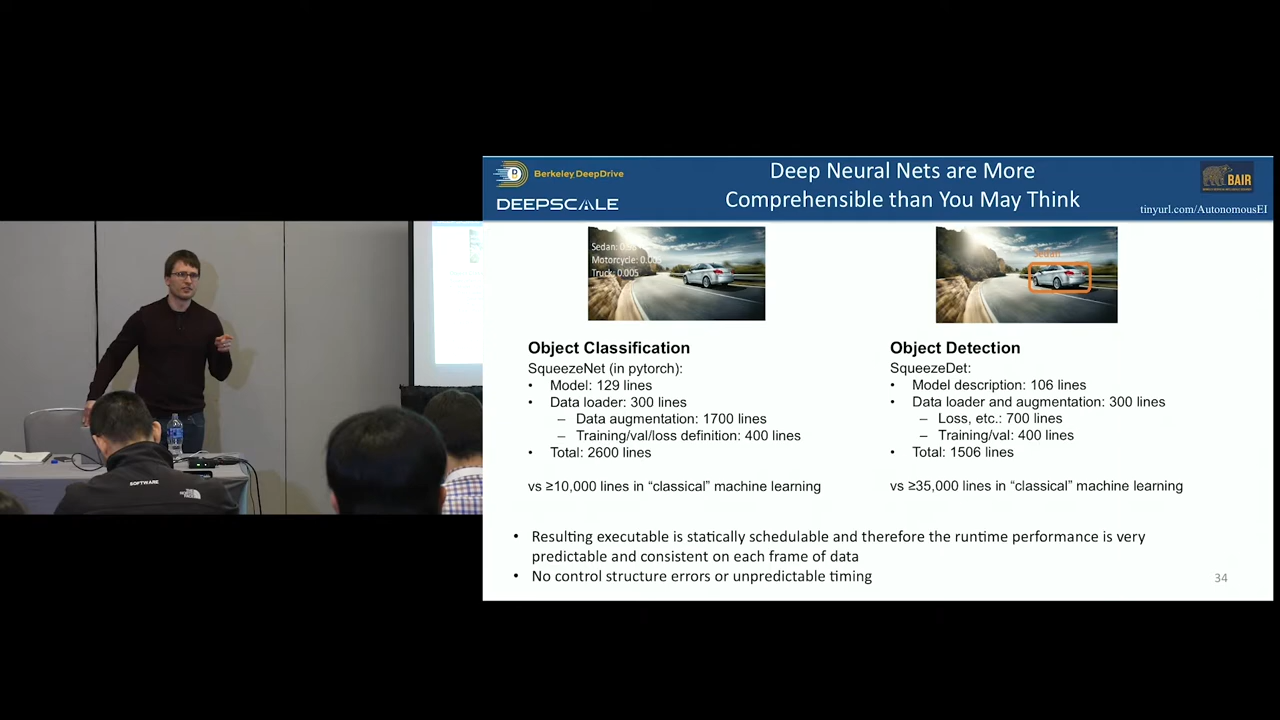 Berkeley DeepDrive
DEEPSCALE
Deep Neural Nets are More
Comprehensible than You May Think
BAIR
tinyurl.com/AutonomousEI
Sedan:
Motorcycle: 0.005
Truck: 0.005
Sedan
Object Classification
SqueezeNet (in pytorch):
• Model: 129 lines
• Data loader: 300 lines
– Data augmentation: 1700 lines
– Training/val/loss definition: 400 lines
• Total: 2600 lines
vs ≥10,000 lines in “classical” machine learning
Object Detection
SqueezeDet:
• Model description: 106 lines
• Data loader and augmentation: 300 lines
– Loss, etc.: 700 lines
– Training/val: 400 lines
• Total: 1506 lines
vs ≥35,000 lines in “classical” machine learning
• Resulting executable is statically schedulable and therefore the runtime performance is very
predictable and consistent on each frame of data
• No control structure errors or unpredictable timing
34
SOFTWARE
THE NORTH FACE